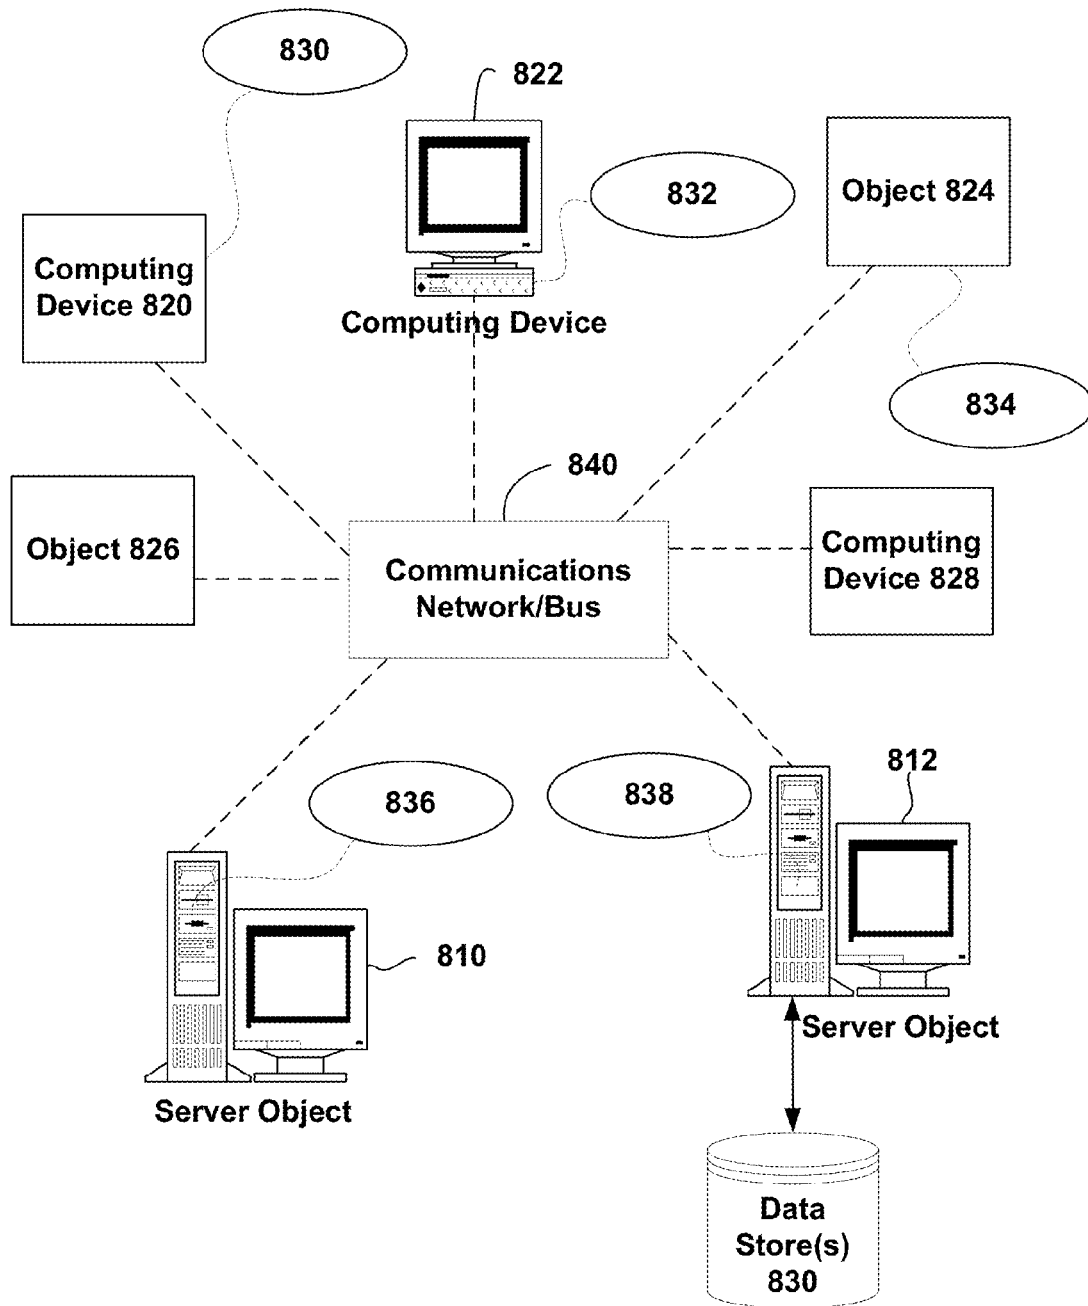 830
822
832
Object 824
Computing
Device 820
Computing Device
834
840
Object 826
Communications
Network/Bus
Computing
Device 828
836
838
812
810
Server Object
Server Object
Data
Store(s)
830